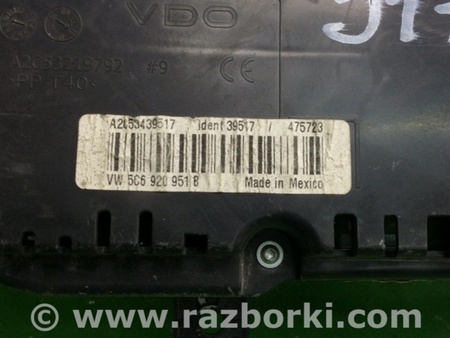 VDO
A2C53219792 #9 CE
>PP T40<
A2C53439517 Ident 39517 / 475723
VW 5C6 920 951 B Made in Mexico
© www.razborki.com